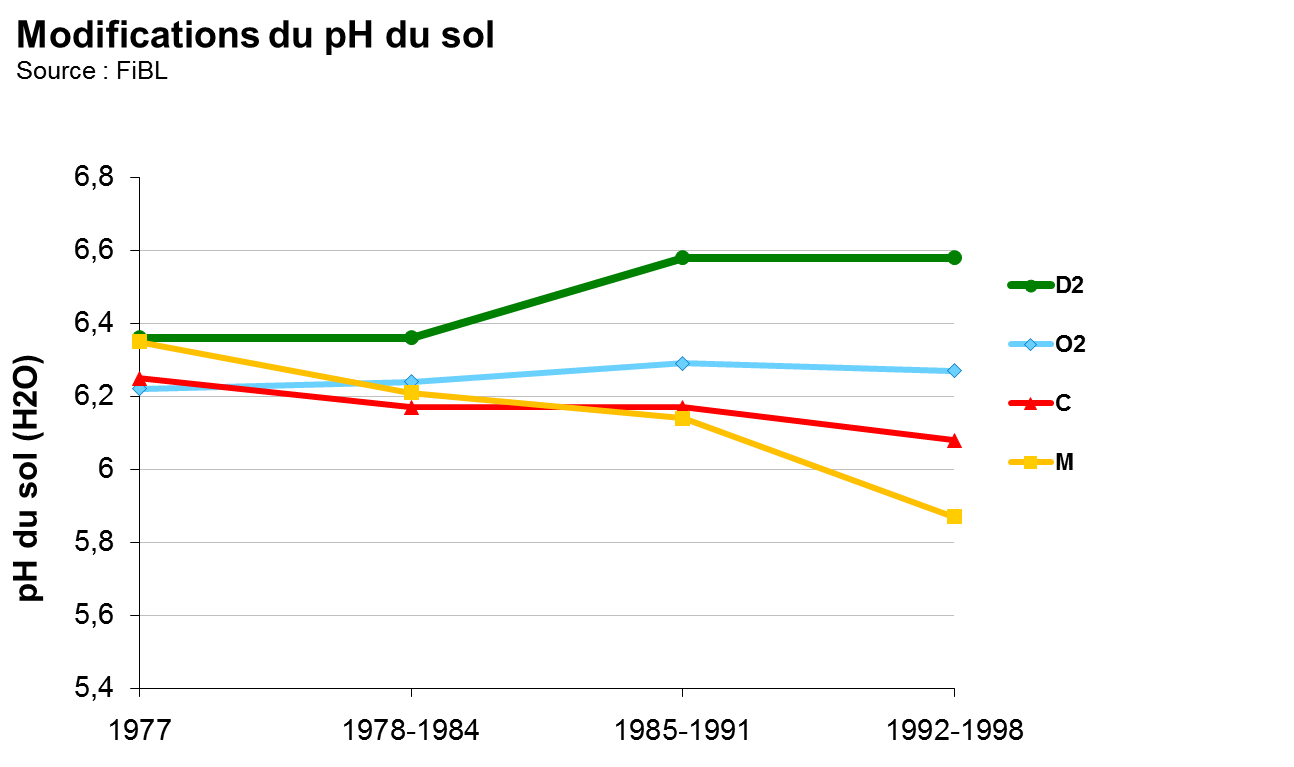 Modifications du pH du sol
Source : FiBL
pH du sol (H2O)
6,8
6,6
6,4
6,2
6
5,8
5,6
5,4
1977
1978-1984
1985-1991
1992-1998
D2
O2
C
M